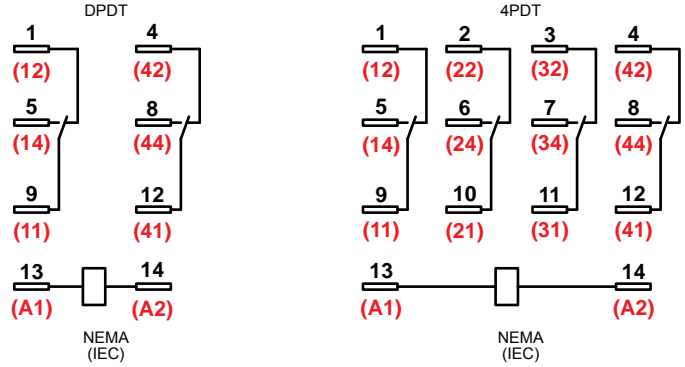 DPDT
1 4
(12) (42)
5 8
(14) (44)
9 12
(11) (41)
13 14
(A1) (A2)
NEMA
(IEC)
4PDT
1 2 3 4
(12) (22) (32) (42)
5 6 7 8
(14) (24) (34) (44)
9 10 11 12
(11) (21) (31) (41)
13 14
(A1) (A2)
NEMA
(IEC)